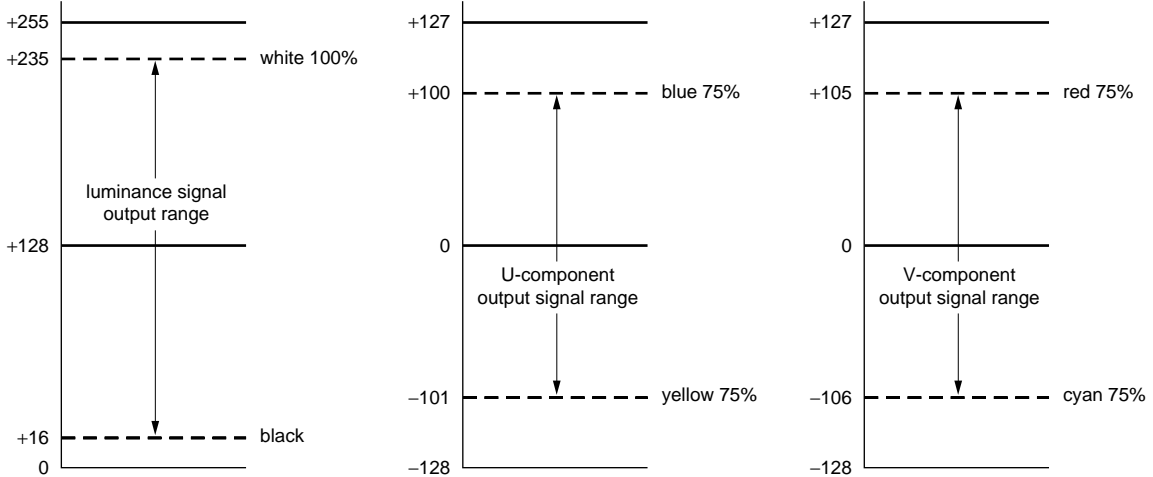 +255
+235
white 100%
luminance signal
output range
+128
+16
black
0
+127
+100
blue 75%
0
U-component
output signal range
−101
yellow 75%
−128
+127
+105
red 75%
0
V-component
output signal range
−106
cyan 75%
−128